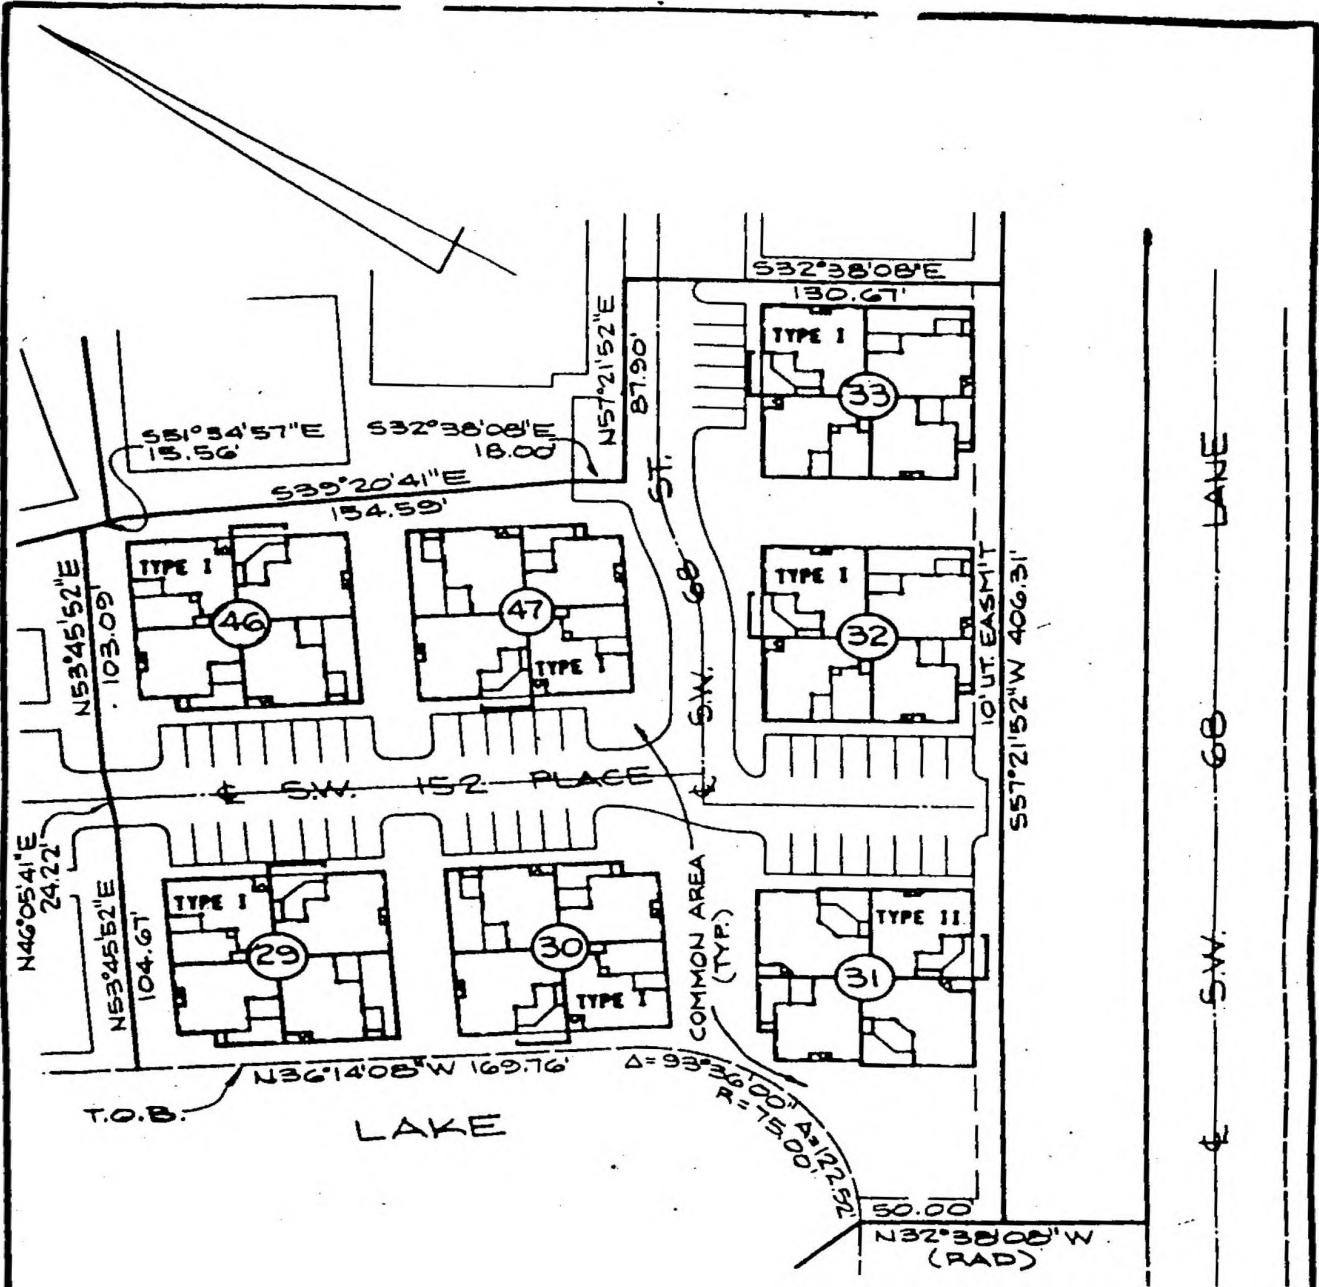 S32°38'08"E
130.67'
TYPE I
33
N57°21'52"E
87.90'
S51°34'57"E
15.56'
S32°38'08"E
18.00'
S39°20'41"E
134.59'
S.W. 68 ST.
TYPE I
46
47
TYPE I
TYPE I
32
N53°45'52"E
103.09'
10' UT. EASM'T
S57°21'52"W 406.31'
S.W. 68 LANE
℄ S.W. 152 PLACE
℄
N46°05'41"E
24.22'
N53°45'52"E
104.67'
TYPE I
29
30
TYPE I
COMMON AREA
(TYP.)
TYPE II
31
N36°14'08"W 169.76'
Δ=93°36'00" A=122.52'
R=75.00'
T.O.B.
LAKE
℄
50.00'
N32°38'08"W
(RAD)